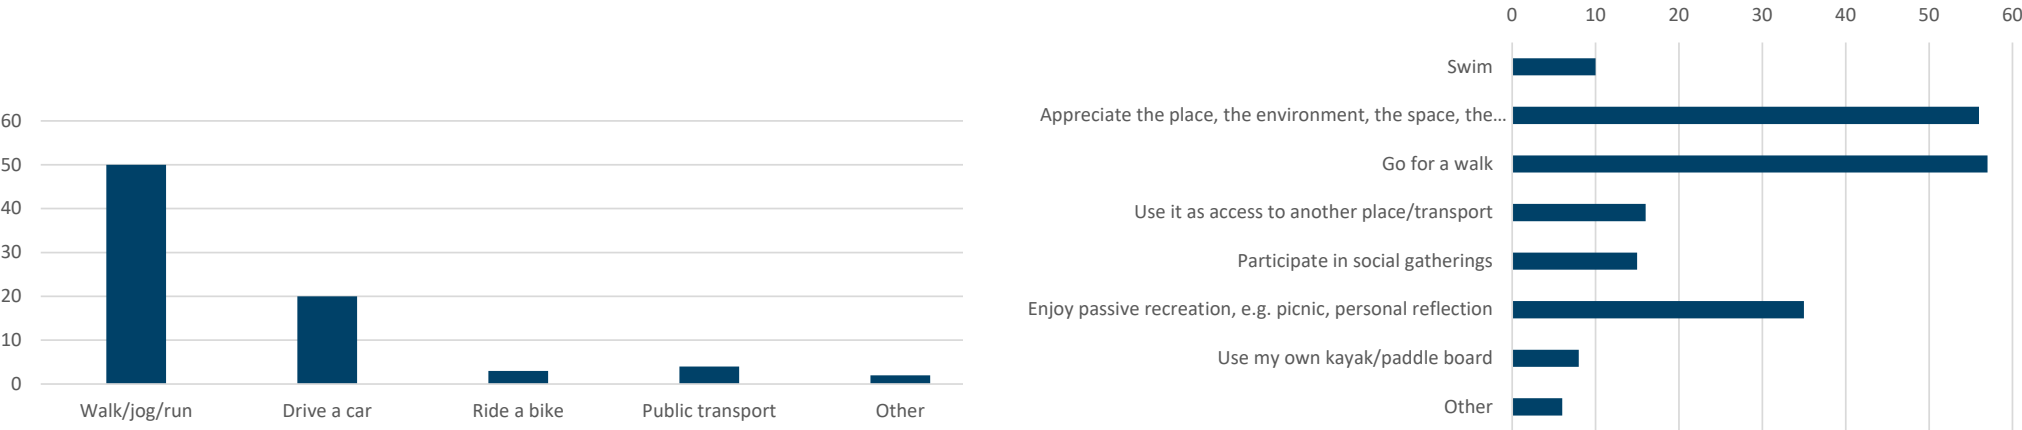 60
50
40
30
20
10
0
Walk/jog/run Drive a car Ride a bike Public transport Other
0 10 20 30 40 50 60
Swim
Appreciate the place, the environment, the space, the…
Go for a walk
Use it as access to another place/transport
Participate in social gatherings
Enjoy passive recreation, e.g. picnic, personal reflection
Use my own kayak/paddle board
Other